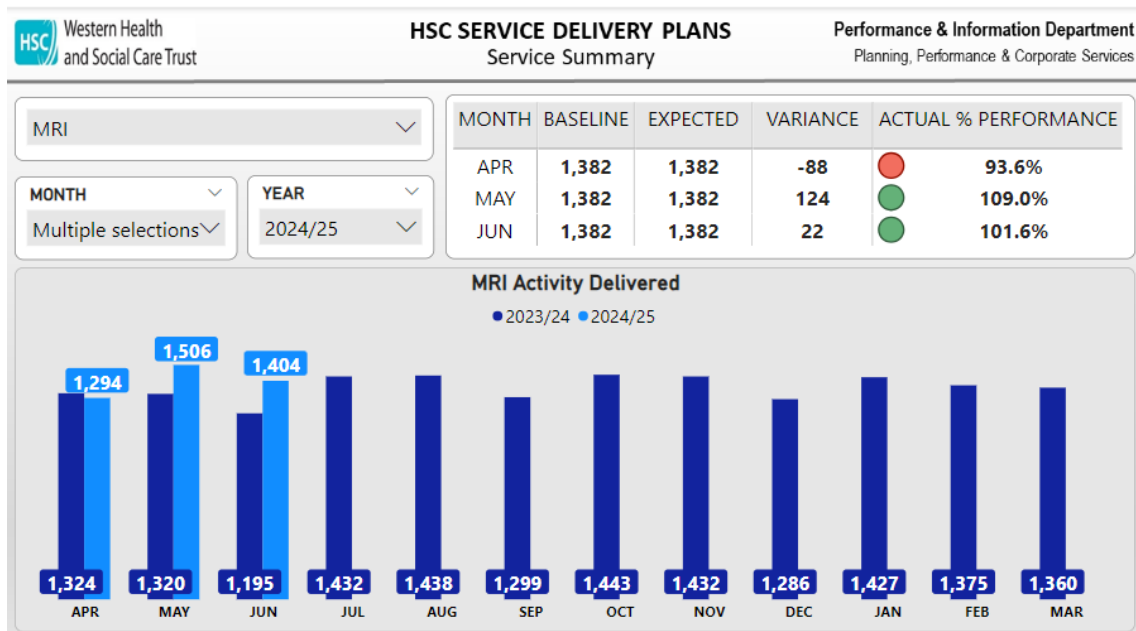 HSC
Western Health
and Social Care Trust
HSC SERVICE DELIVERY PLANS
Service Summary
Performance & Information Department
Planning, Performance & Corporate Services
MRI
MONTH
Multiple selections
YEAR
2024/25
MONTH BASELINE EXPECTED VARIANCE ACTUAL % PERFORMANCE
APR 1,382 1,382 -88 93.6%
MAY 1,382 1,382 124 109.0%
JUN 1,382 1,382 22 101.6%
MRI Activity Delivered
2023/24 2024/25
1,294 1,506 1,404
1,324 1,320 1,195 1,432 1,438 1,299 1,443 1,432 1,286 1,427 1,375 1,360
APR MAY JUN JUL AUG SEP OCT NOV DEC JAN FEB MAR